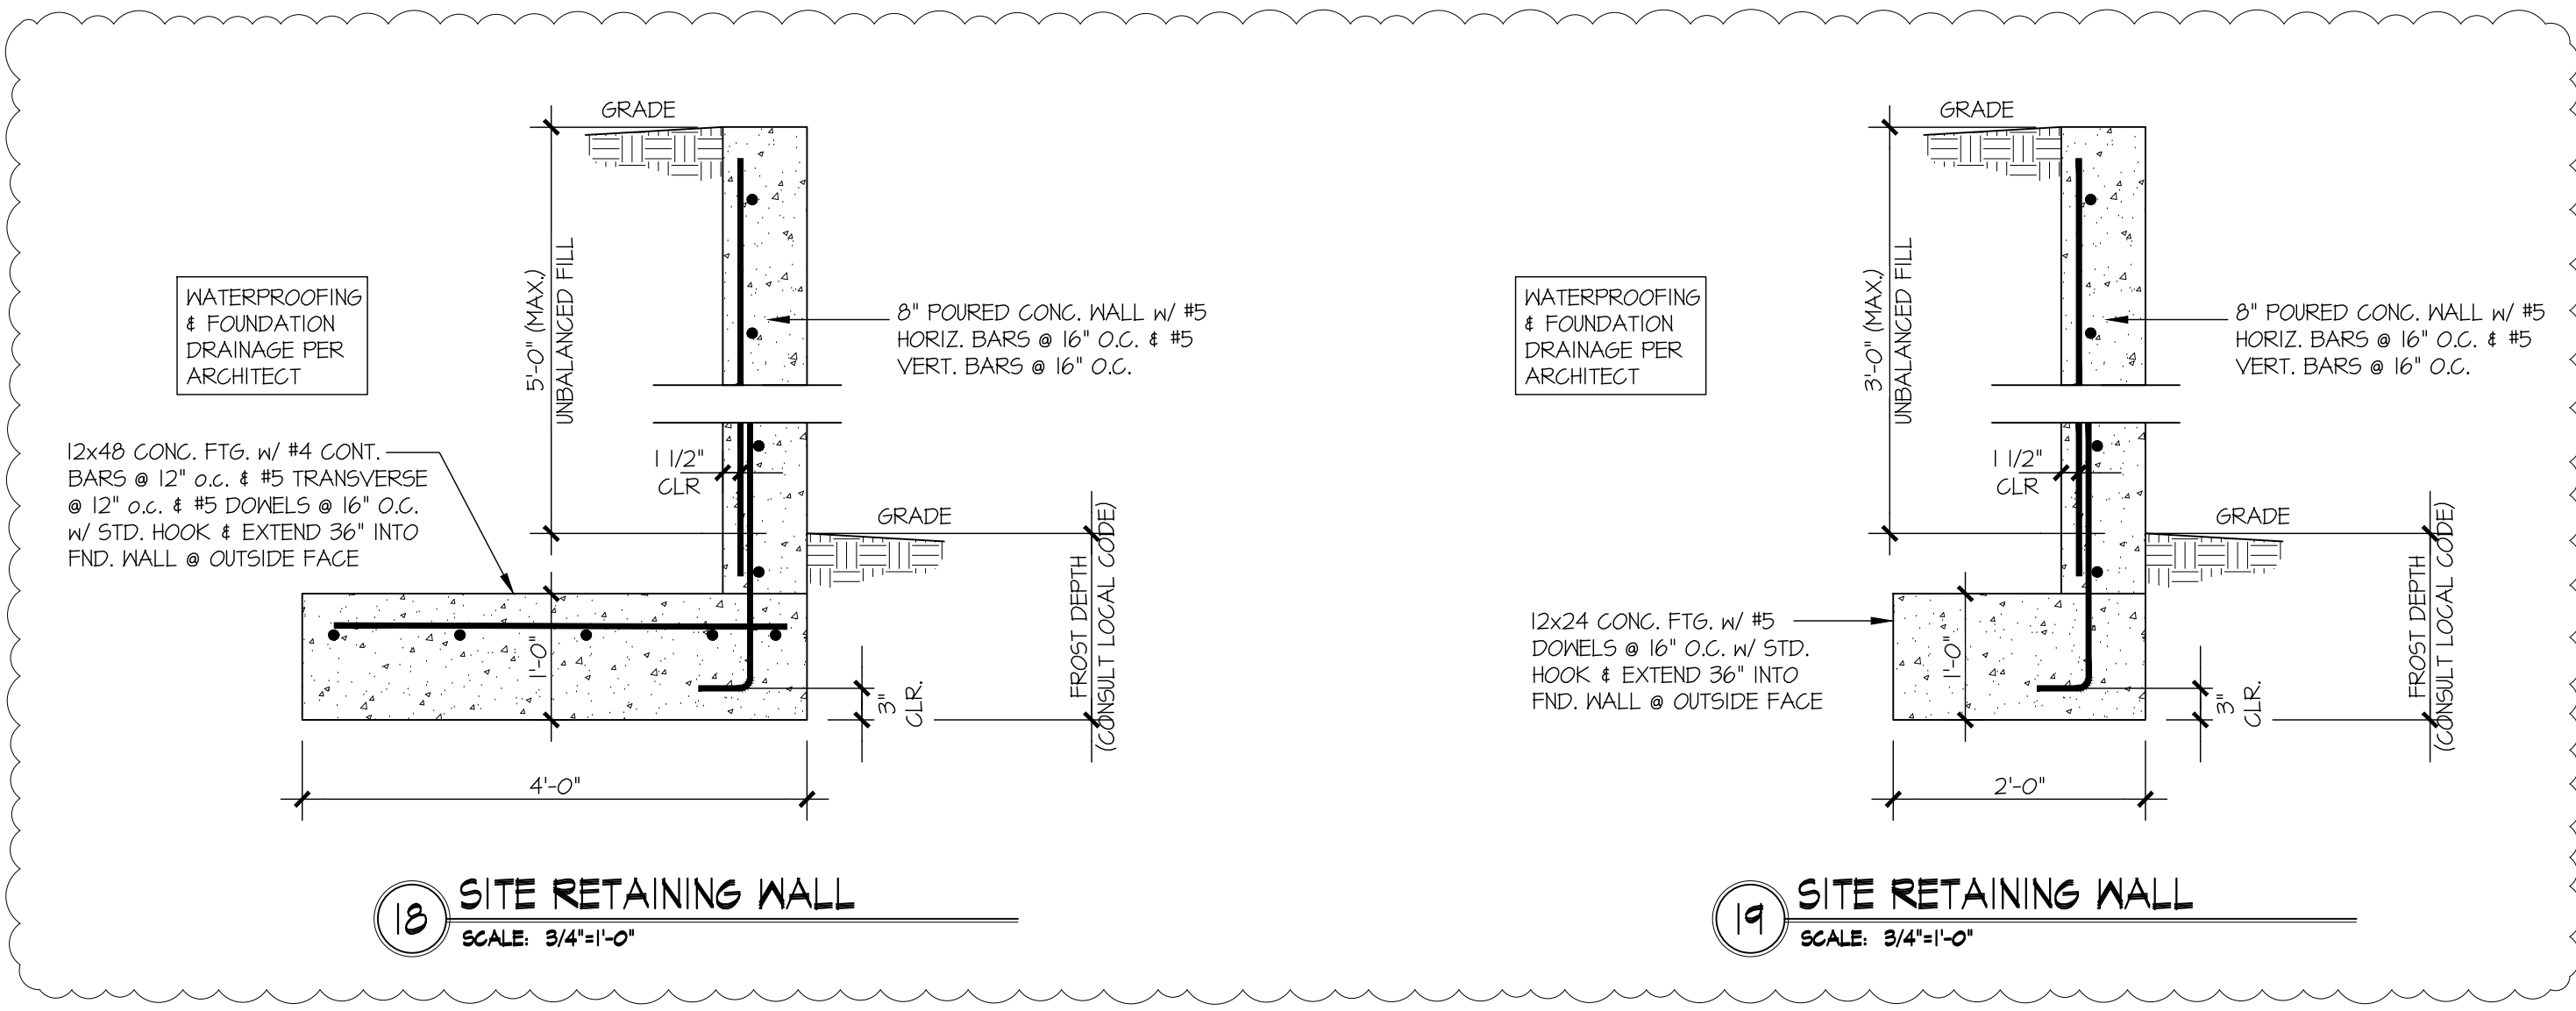 GRADE
5'-0" (MAX.)
UNBALANCED FILL
WATERPROOFING
& FOUNDATION
DRAINAGE PER
ARCHITECT
8" POURED CONC. WALL w/ #5
HORIZ. BARS @ 16" O.C. & #5
VERT. BARS @ 16" O.C.
12x48 CONC. FTG. w/ #4 CONT.
BARS @ 12" o.c. & #5 TRANSVERSE
@ 12" o.c. & #5 DOWELS @ 16" O.C.
w/ STD. HOOK & EXTEND 36" INTO
FND. WALL @ OUTSIDE FACE
1 1/2"
CLR
GRADE
FROST DEPTH
(CONSULT LOCAL CODE)
1'-0"
3"
CLR.
4'-0"
18
SITE RETAINING WALL
SCALE: 3/4"=1'-0"
GRADE
3'-0" (MAX.)
UNBALANCED FILL
WATERPROOFING
& FOUNDATION
DRAINAGE PER
ARCHITECT
8" POURED CONC. WALL w/ #5
HORIZ. BARS @ 16" O.C. & #5
VERT. BARS @ 16" O.C.
1 1/2"
CLR
GRADE
FROST DEPTH
(CONSULT LOCAL CODE)
12x24 CONC. FTG. w/ #5
DOWELS @ 16" O.C. w/ STD.
HOOK & EXTEND 36" INTO
FND. WALL @ OUTSIDE FACE
1'-0"
3"
CLR.
2'-0"
19
SITE RETAINING WALL
SCALE: 3/4"=1'-0"